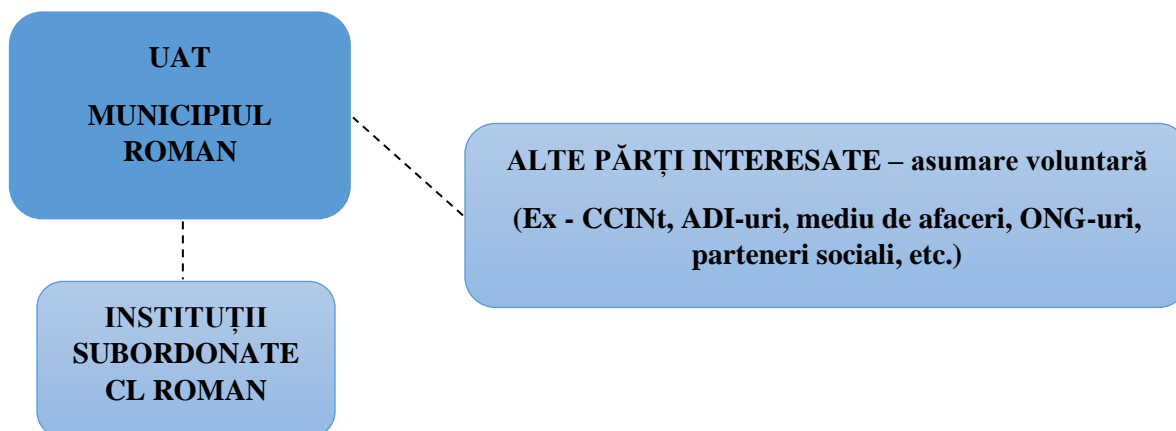 UAT
MUNICIPIUL
ROMAN
ALTE PĂRȚI INTERESATE – asumare voluntară
(Ex - CCINt, ADI-uri, mediu de afaceri, ONG-uri,
parteneri sociali, etc.)
INSTITUȚII
SUBORDONATE
CL ROMAN